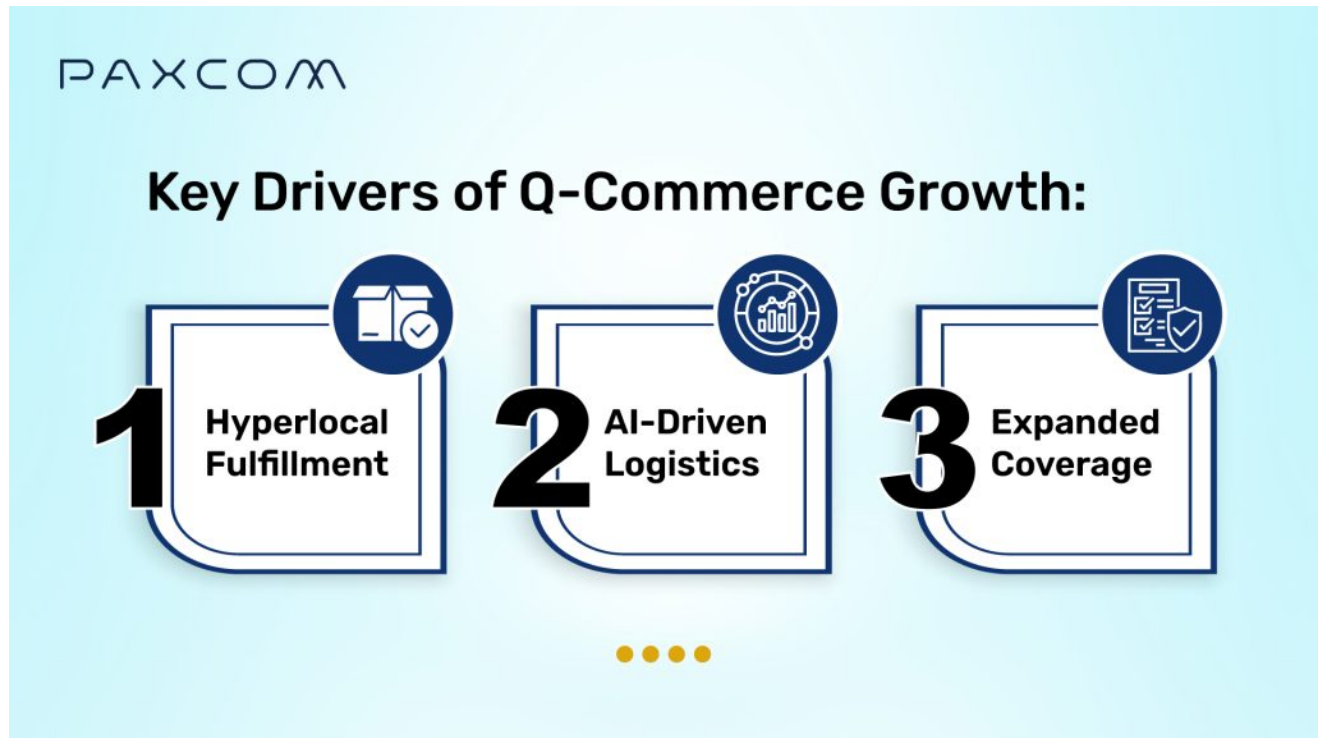 PAXCOM
Key Drivers of Q-Commerce Growth:
1
Hyperlocal
Fulfillment
2
AI-Driven
Logistics
3
Expanded
Coverage